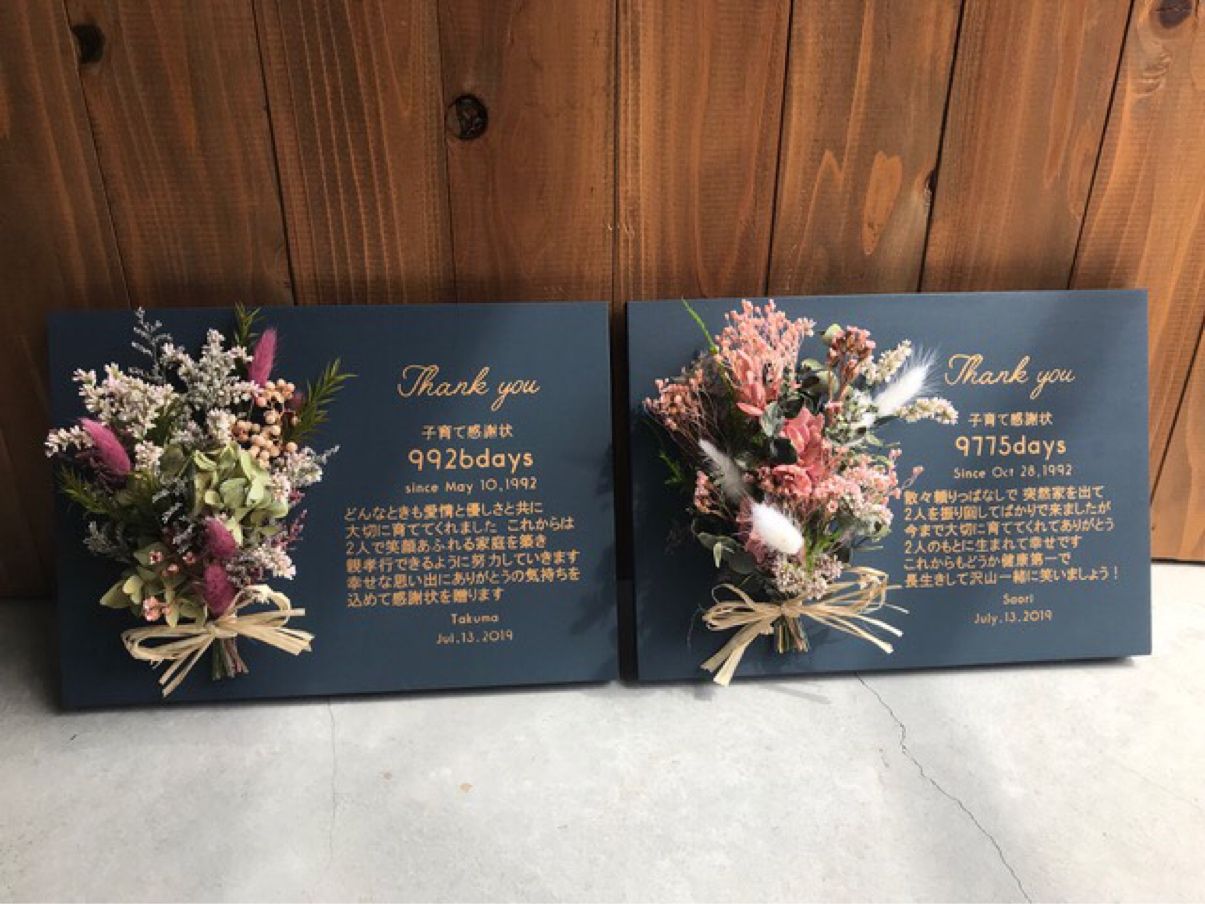 Thank you
子育て感謝状
9926days
since May 10,1992
どんなときも愛情と優しさと共に
大切に育ててくれました これからは
2人で笑顔あふれる家庭を築き
親孝行できるように努力していきます
幸せな思い出にありがとうの気持ちを
込めて感謝状を贈ります
Takuma
Jul.13.2019
Thank you
子育て感謝状
9775days
Since Oct 28,1992
散々頼りっぱなしで 突然家を出て
2人を振り回してばかりで来ましたが
今まで大切に育ててくれてありがとう
2人のもとに生まれて幸せです
これからもどうか健康第一で
長生きして沢山一緒に笑いましょう！
Saori
July.13.2019